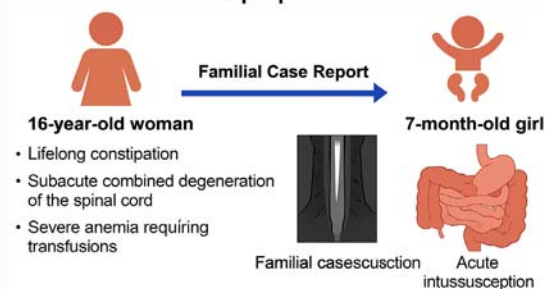 Familial Case Report
16-year-old woman
7-month-old girl
• Lifelong constipation
• Subacute combined degeneration
of the spinal cord
• Severe anemia requiring
transfusions
Familial casescusction
Acute
intussusception